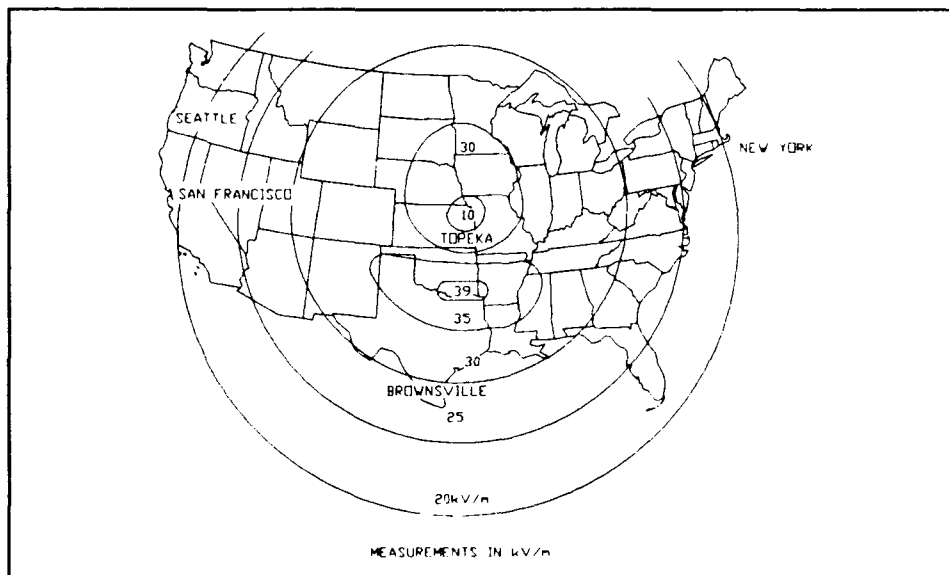 SEATTLE
30
NEW YORK
SAN FRANCISCO
10
TOPEKA
39
35
30
BROWNSVILLE
25
20kV/m
MEASUREMENTS IN kV/m